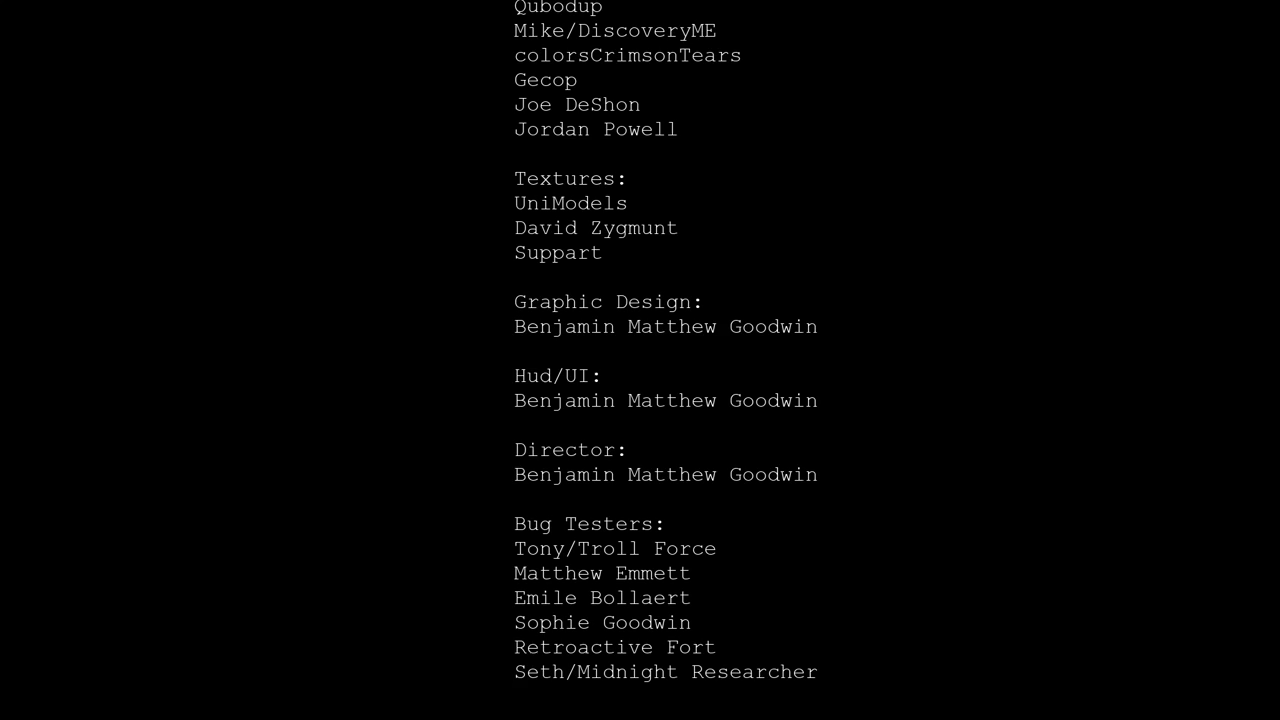 Qubodup
Mike/DiscoveryME
colorsCrimsonTears
Gecop
Joe DeShon
Jordan Powell
Textures:
UniModels
David Zygmunt
Suppart
Graphic Design:
Benjamin Matthew Goodwin
Hud/UI:
Benjamin Matthew Goodwin
Director:
Benjamin Matthew Goodwin
Bug Testers:
Tony/Troll Force
Matthew Emmett
Emile Bollaert
Sophie Goodwin
Retroactive Fort
Seth/Midnight Researcher